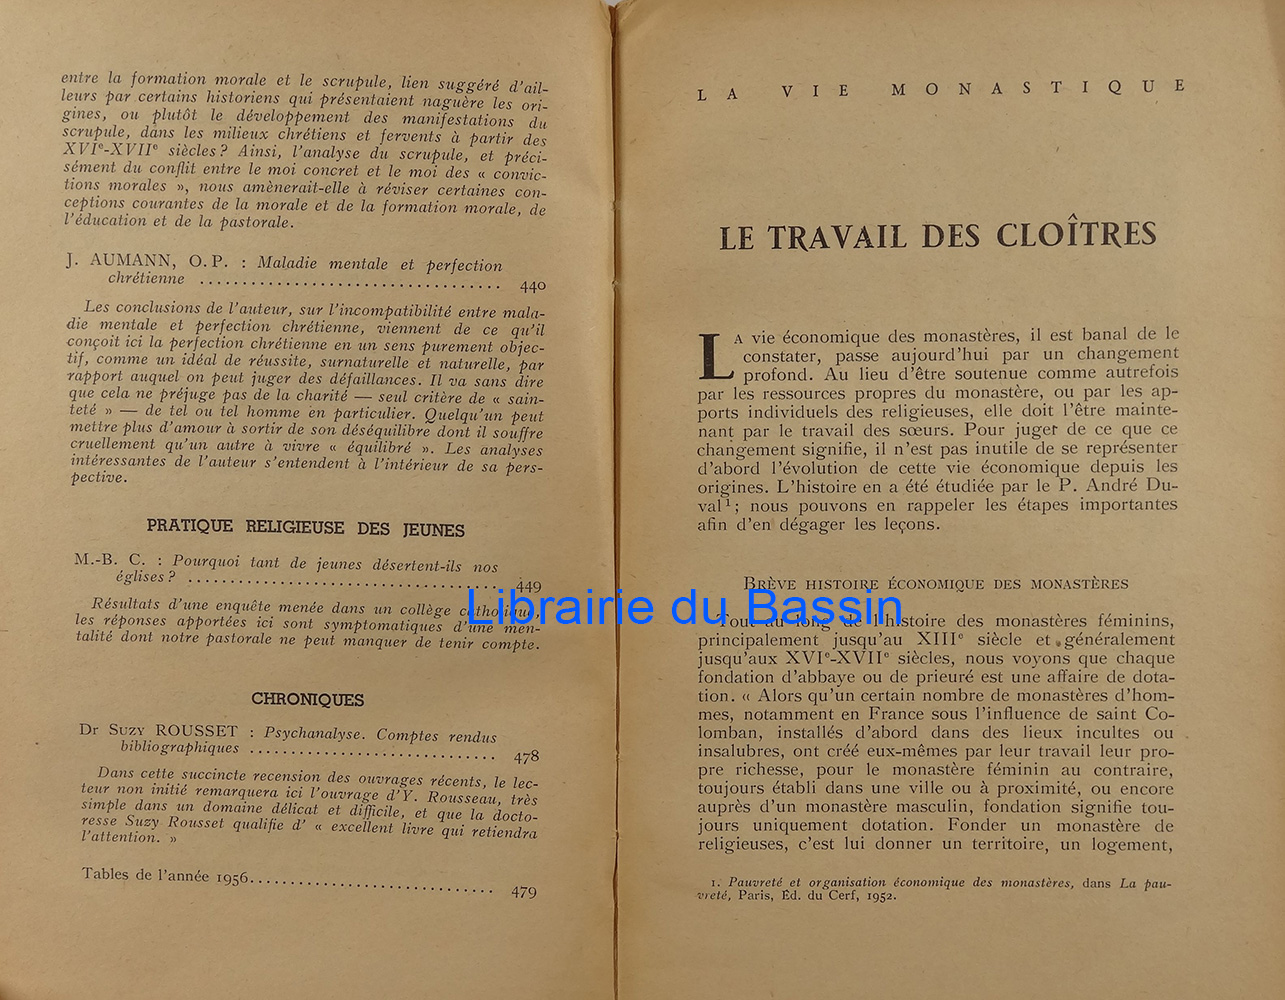 entre la formation morale et le scrupule, lien suggéré d'ail-
leurs par certains historiens qui présentaient naguère les ori-
gines, ou plutôt le développement des manifestations du
scrupule, dans les milieux chrétiens et fervents à partir des
XVIe-XVIIe siècles ? Ainsi, l'analyse du scrupule, et préci-
sément du conflit entre le moi concret et le moi des « convic-
tions morales », nous amènerait-elle à réviser certaines con-
ceptions courantes de la morale et de la formation morale, de
l'éducation et de la pastorale.
J. AUMANN, O. P. : Maladie mentale et perfection
chrétienne .................................... 440
Les conclusions de l'auteur, sur l'incompatibilité entre mala-
die mentale et perfection chrétienne, viennent de ce qu'il
conçoit ici la perfection chrétienne en un sens purement objec-
tif, comme un idéal de réussite, surnaturelle et naturelle, par
rapport auquel on peut juger des défaillances. Il va sans dire
que cela ne préjuge pas de la charité — seul critère de « sain-
teté » — de tel ou tel homme en particulier. Quelqu'un peut
mettre plus d'amour à sortir de son déséquilibre dont il souffre
cruellement qu'un autre à vivre « équilibré ». Les analyses
intéressantes de l'auteur s'entendent à l'intérieur de sa pers-
pective.
PRATIQUE RELIGIEUSE DES JEUNES
M.-B. C. : Pourquoi tant de jeunes désertent-ils nos
églises ? ..................................... 449
Résultats d'une enquête menée dans un collège catholique,
les réponses apportées ici sont symptomatiques d'une men-
talité dont notre pastorale ne peut manquer de tenir compte.
CHRONIQUES
Dr Suzy ROUSSET : Psychanalyse. Comptes rendus
bibliographiques .............................. 478
Dans cette succincte recension des ouvrages récents, le lec-
teur non initié remarquera ici l'ouvrage d'Y. Rousseau, très
simple dans un domaine délicat et difficile, et que la docto-
resse Suzy Rousset qualifie d' « excellent livre qui retiendra
l'attention. »
Tables de l'année 1956.............................. 479
LA VIE MONASTIQUE
LE TRAVAIL DES CLOÎTRES
LA vie économique des monastères, il est banal de le
constater, passe aujourd'hui par un changement
profond. Au lieu d'être soutenue comme autrefois
par les ressources propres du monastère, ou par les ap-
ports individuels des religieuses, elle doit l'être mainte-
nant par le travail des sœurs. Pour juger de ce que ce
changement signifie, il n'est pas inutile de se représenter
d'abord l'évolution de cette vie économique depuis les
origines. L'histoire en a été étudiée par le P. André Du-
val 1 ; nous pouvons en rappeler les étapes importantes
afin d'en dégager les leçons.
BRÈVE HISTOIRE ÉCONOMIQUE DES MONASTÈRES
Tout au long de l'histoire des monastères féminins,
principalement jusqu'au XIIIe siècle et généralement
jusqu'aux XVIe-XVIIe siècles, nous voyons que chaque
fondation d'abbaye ou de prieuré est une affaire de dota-
tion. « Alors qu'un certain nombre de monastères d'hom-
mes, notamment en France sous l'influence de saint Co-
lomban, installés d'abord dans des lieux incultes ou
insalubres, ont créé eux-mêmes par leur travail leur pro-
pre richesse, pour le monastère féminin au contraire,
toujours établi dans une ville ou à proximité, ou encore
auprès d'un monastère masculin, fondation signifie tou-
jours uniquement dotation. Fonder un monastère de
religieuses, c'est lui donner un territoire, un logement,
1. Pauvreté et organisation économique des monastères, dans La pau-
vreté, Paris, Éd. du Cerf, 1952.
Librairie du Bassin